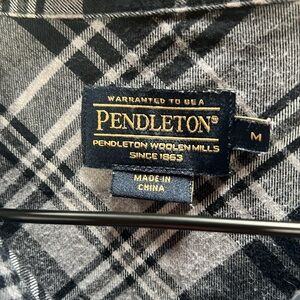 WARRANTED TO BE A
PENDLETON®
PENDLETON WOOLEN MILLS
SINCE 1863
M
MADE IN
CHINA